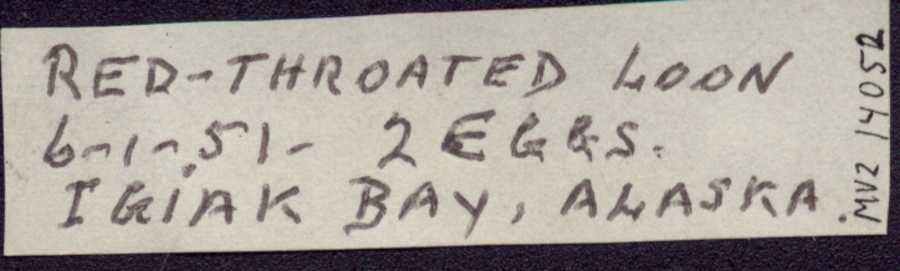 RED-THROATED LOON
6-1-51- 2 EGGS.
IGIAK BAY, ALASKA.
MVZ 14052